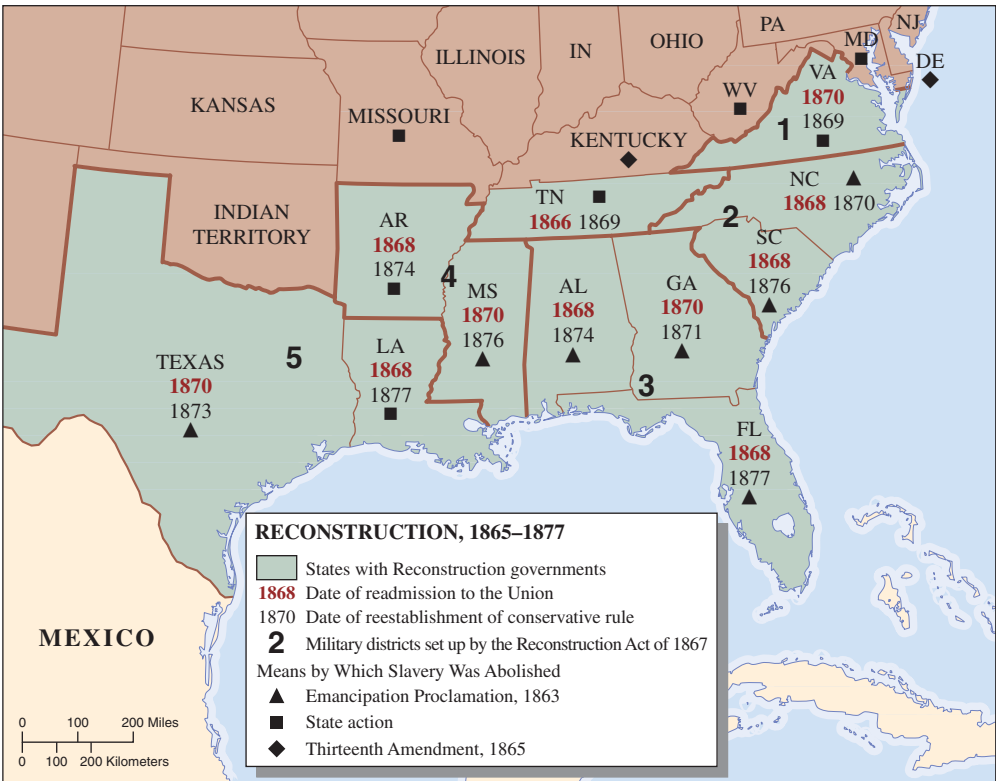 PA
NJ
MD
ILLINOIS
IN
OHIO
DE
KANSAS
MISSOURI
WV
VA
1870
1869
1
KENTUCKY
INDIAN
TERRITORY
AR
1868
1874
TN
1866 1869
NC
1868 1870
2
SC
1868
1876
4
MS
1870
1876
AL
1868
1874
GA
1870
1871
TEXAS
1870
1873
5
LA
1868
1877
3
FL
1868
1877
MEXICO
RECONSTRUCTION, 1865–1877
States with Reconstruction governments
1868 Date of readmission to the Union
1870 Date of reestablishment of conservative rule
2 Military districts set up by the Reconstruction Act of 1867
Means by Which Slavery Was Abolished
Emancipation Proclamation, 1863
State action
Thirteenth Amendment, 1865
0 100 200 Miles
0 100 200 Kilometers